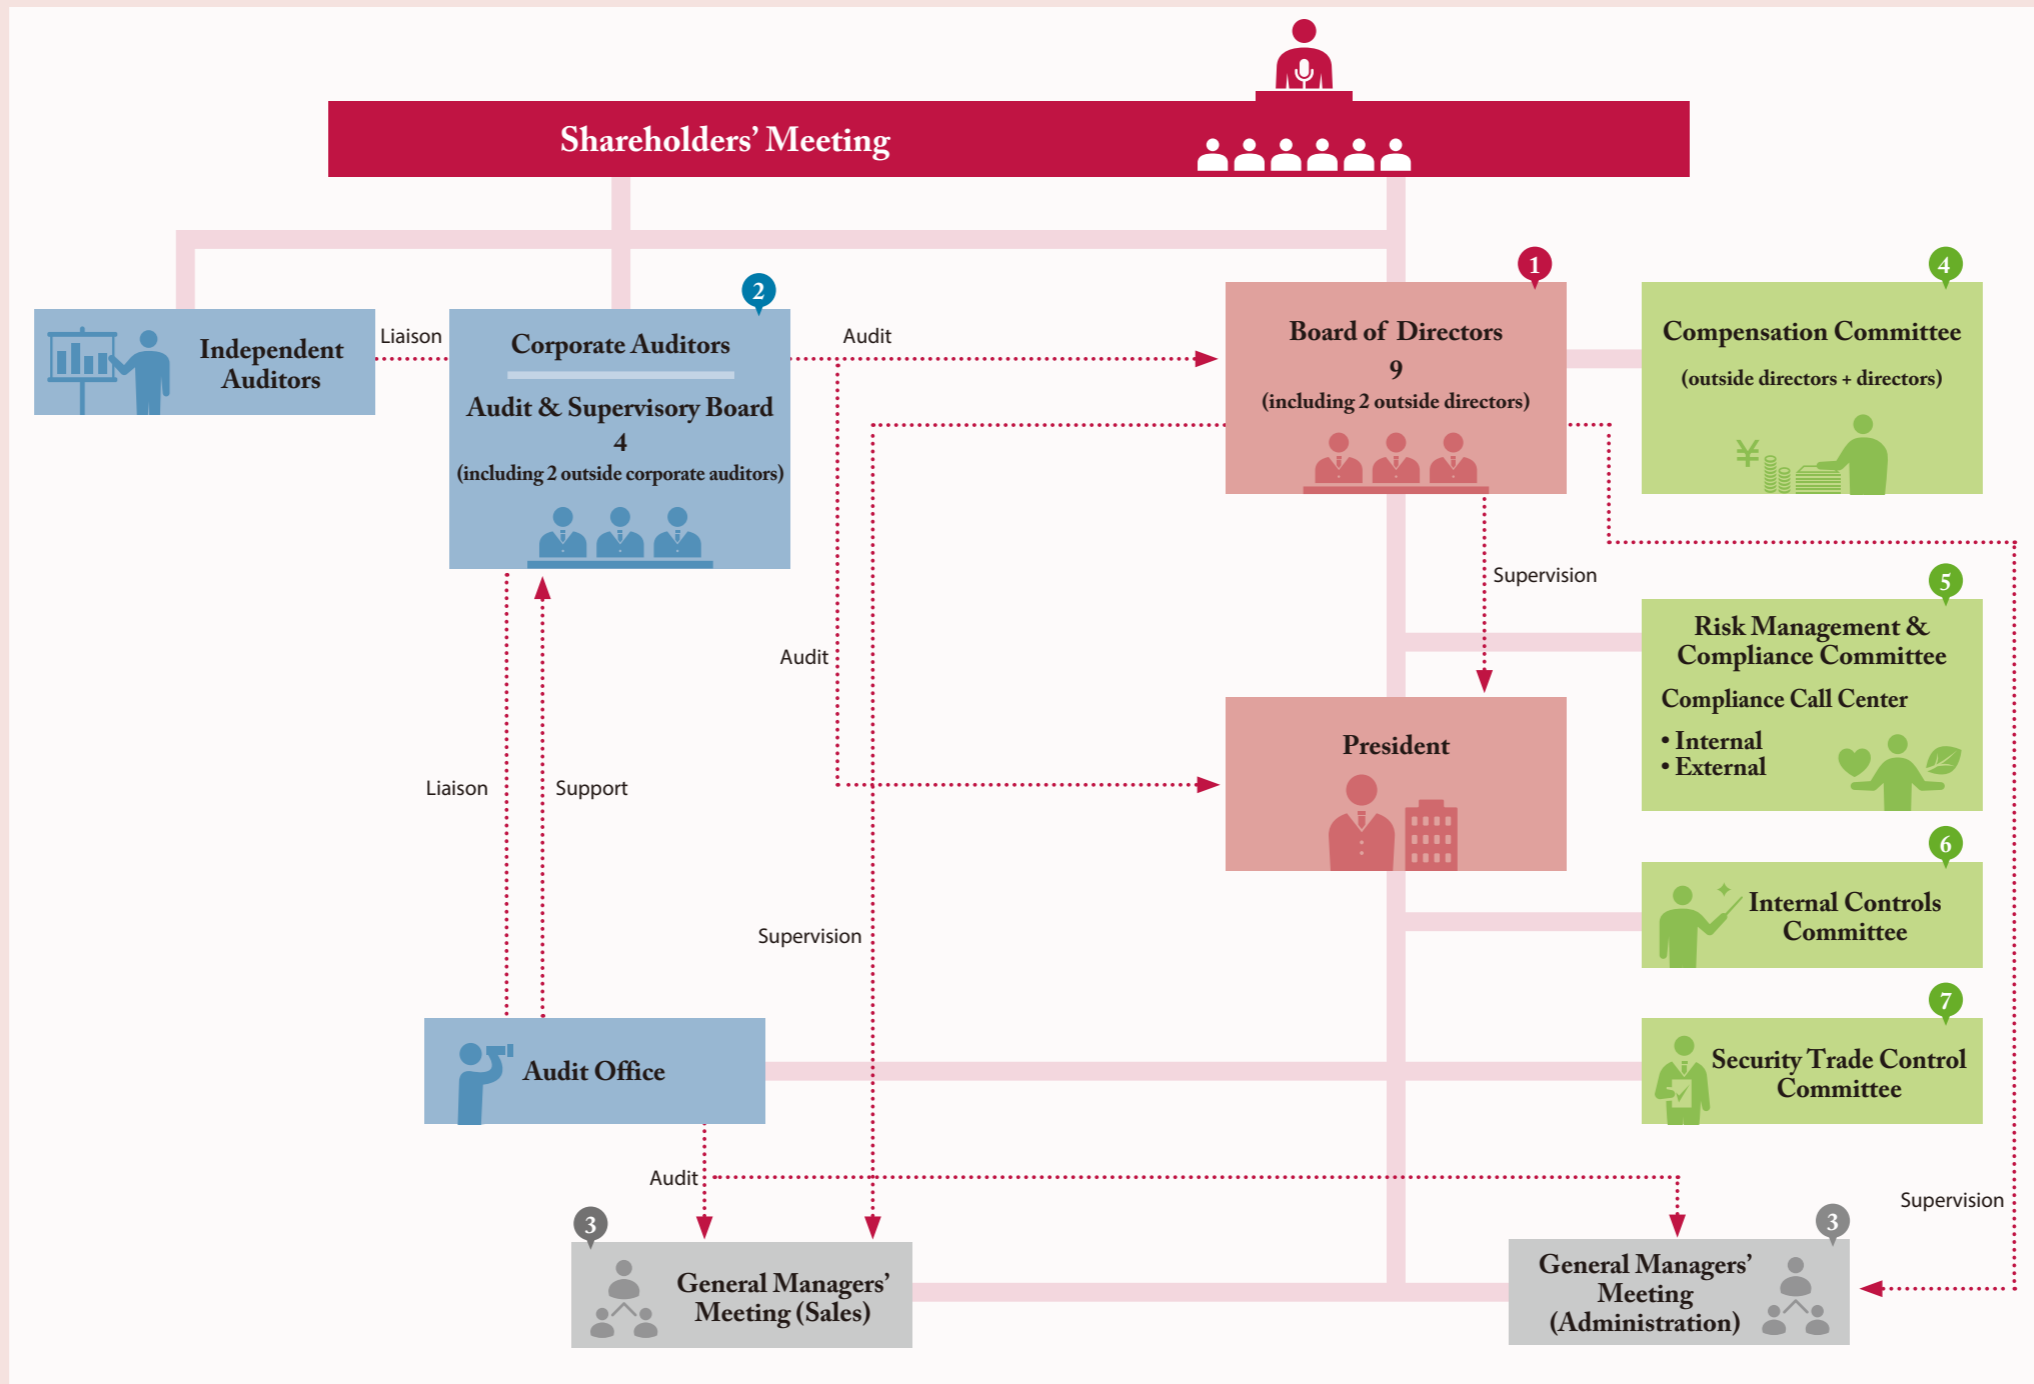 Shareholders’ Meeting
1
4
2
Independent
Auditors
Liaison
Corporate Auditors
Audit & Supervisory Board
4
(including 2 outside corporate auditors)
Audit
Board of Directors
9
(including 2 outside directors)
Compensation Committee
(outside directors + directors)
¥
Supervision
5
Risk Management &
Compliance Committee
Compliance Call Center
• Internal
• External
Audit
President
Liaison
Support
6
Internal Controls
Committee
Supervision
7
Audit Office
Security Trade Control
Committee
Audit
Supervision
3
General Managers’
Meeting (Sales)
3
General Managers’
Meeting
(Administration)